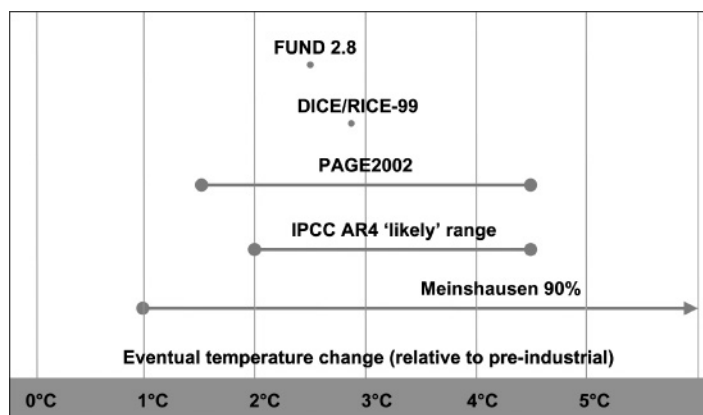 FUND 2.8
DICE/RICE-99
PAGE2002
IPCC AR4 ‘likely’ range
Meinshausen 90%
Eventual temperature change (relative to pre-industrial)
0°C 1°C 2°C 3°C 4°C 5°C